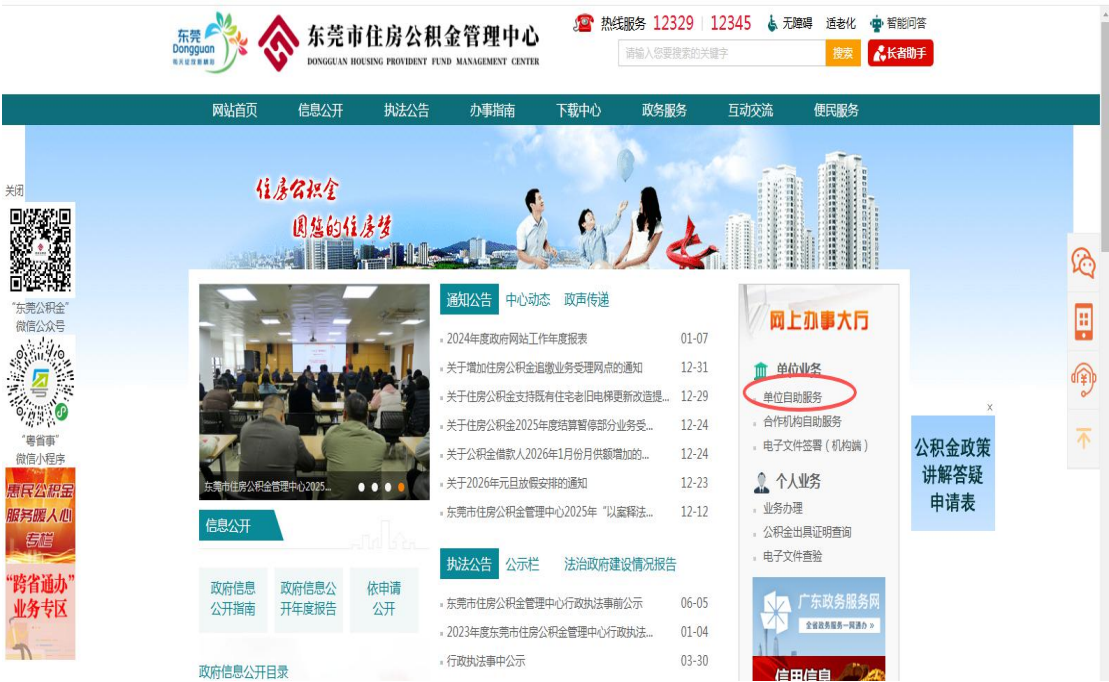 东莞
Dongguan
每天绽放新精彩
东莞市住房公积金管理中心
DONGGUAN HOUSING PROVIDENT FUND MANAGEMENT CENTER
热线服务 12329 | 12345 无障碍 适老化 智能问答
请输入您要搜索的关键字 搜索 长者助手
网站首页 信息公开 执法公告 办事指南 下载中心 政务服务 互动交流 便民服务
住房公积金
圆您的住房梦
关闭
“东莞公积金”
微信公众号
“粤省事”
微信小程序
惠民公积金
服务暖人心
专栏
“跨省通办”
业务专区
东莞市住房公积金管理中心2025...
信息公开
政府信息
公开指南
政府信息公
开年度报告
依申请
公开
政府信息公开目录
通知公告 中心动态 政声传递
2024年度政府网站工作年度报表 01-07
关于增加住房公积金追缴业务受理网点的通知 12-31
关于住房公积金支持既有住宅老旧电梯更新改造提... 12-29
关于住房公积金2025年度结算暂停部分业务受... 12-24
关于公积金借款人2026年1月份月供额增加的... 12-24
关于2026年元旦放假安排的通知 12-23
东莞市住房公积金管理中心2025年“以案释法... 12-12
执法公告 公示栏 法治政府建设情况报告
东莞市住房公积金管理中心行政执法事前公示 06-05
2023年度东莞市住房公积金管理中心行政执法... 01-04
行政执法事中公示 03-30
网上办事大厅
单位业务
单位自助服务
合作机构自助服务
电子文件签署（机构端）
个人业务
业务办理
公积金出具证明查询
电子文件查验
广东政务服务网
全省政务服务一网通办 »
信用信息
x
公积金政策
讲解答疑
申请表